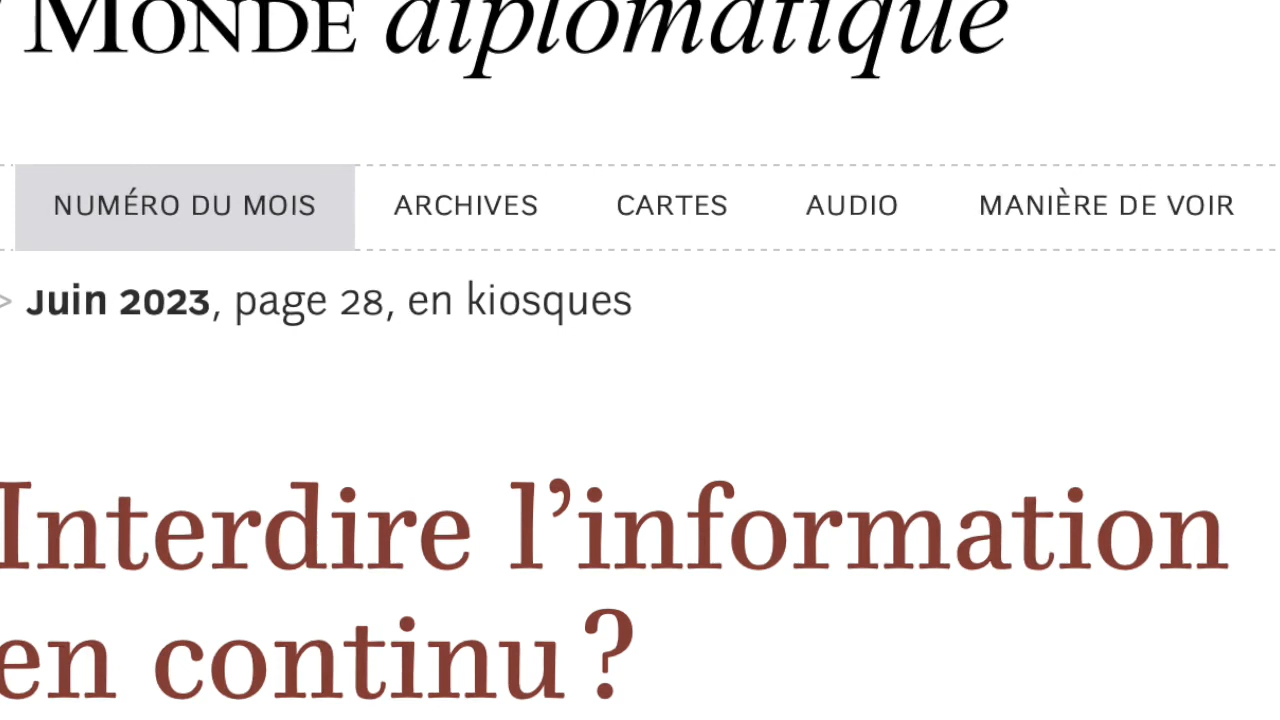 Monde diplomatique
NUMÉRO DU MOIS ARCHIVES CARTES AUDIO MANIÈRE DE VOIR
> Juin 2023, page 28, en kiosques
Interdire l’information
en continu ?